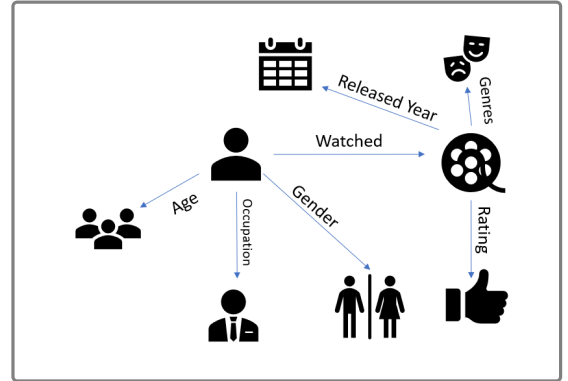 Released Year
Genres
Watched
Age
Occupation
Gender
Rating